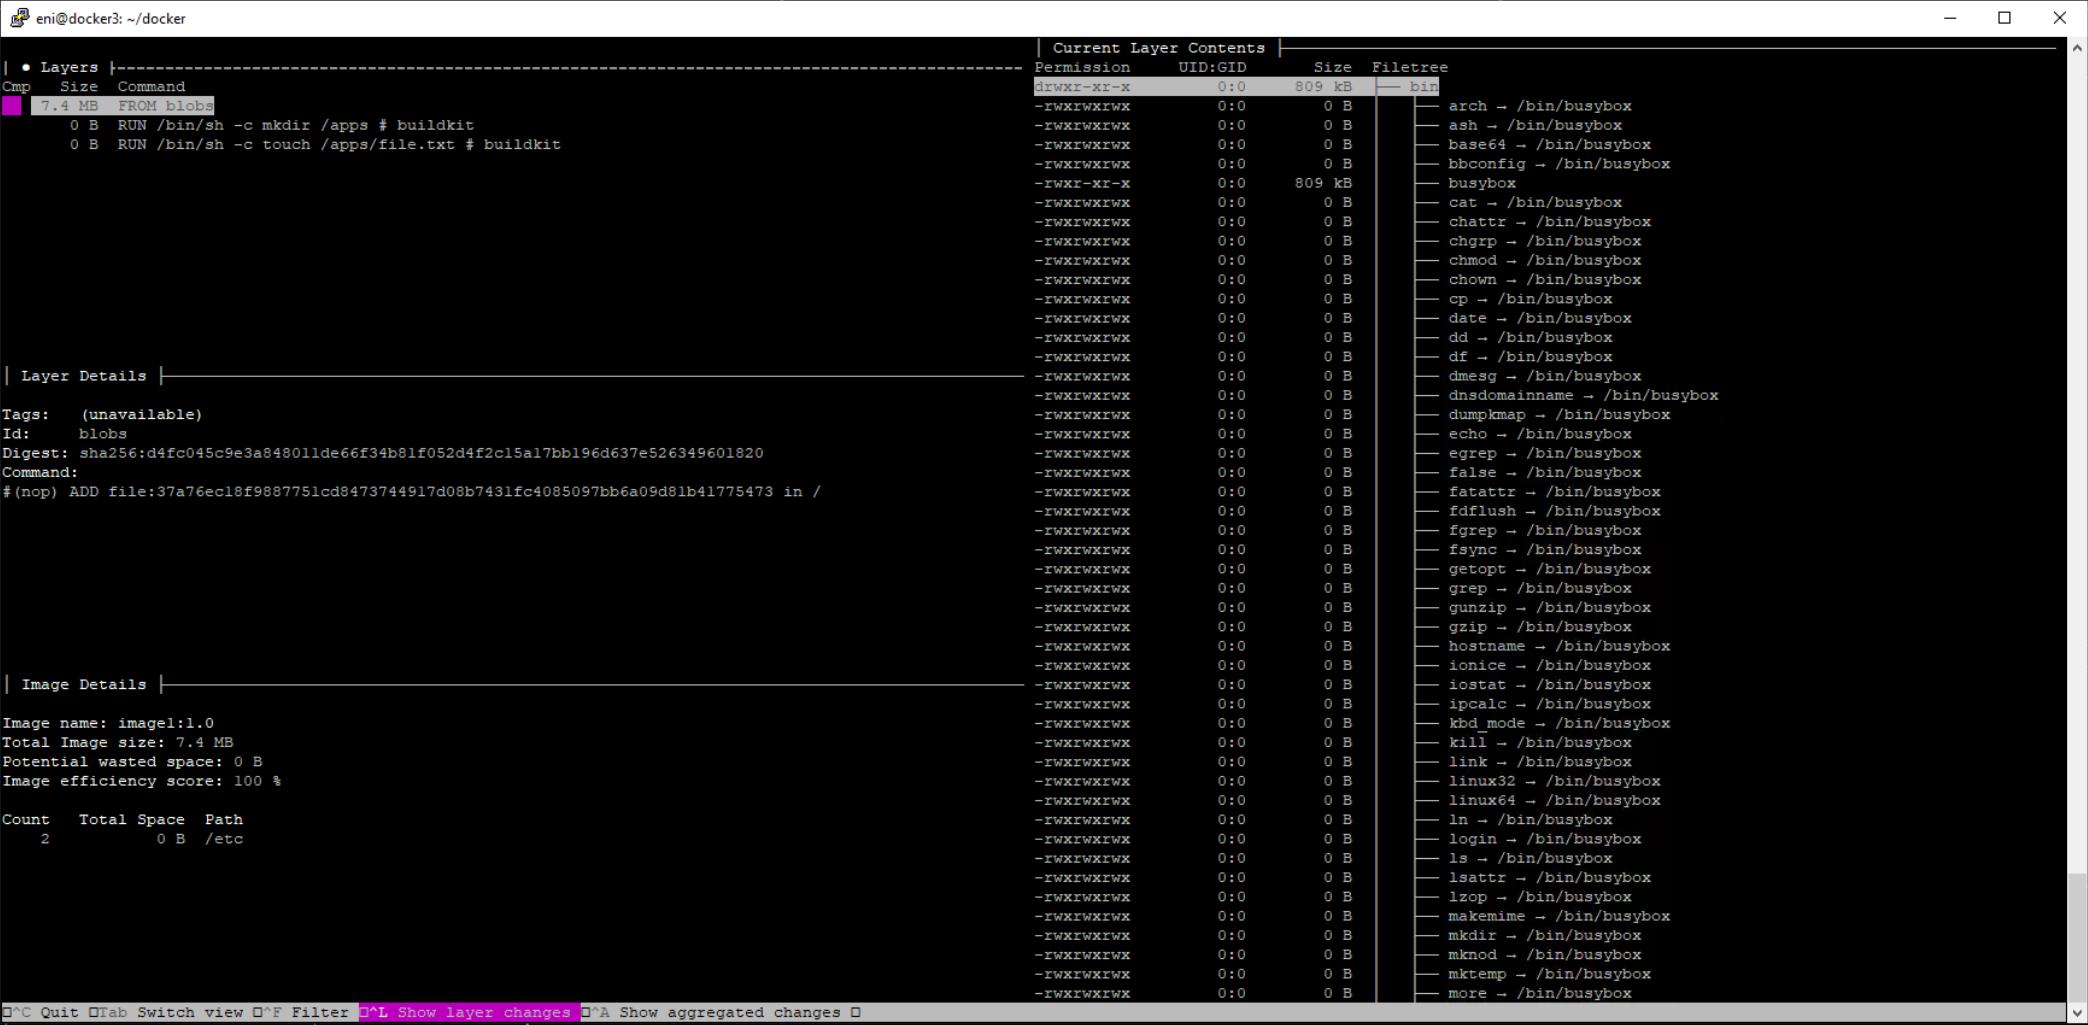 eni@docker3: ~/docker
│ ● Layers ├
Cmp Size Command
7.4 MB FROM blobs
0 B RUN /bin/sh -c mkdir /apps # buildkit
0 B RUN /bin/sh -c touch /apps/file.txt # buildkit
│ Layer Details ├
Tags: (unavailable)
Id: blobs
Digest: sha256:d4fc045c9e3a848011de66f34b81f052d4f2c15a17bb196d637e526349601820
Command:
#(nop) ADD file:37a76ec18f9887751cd8473744917d08b7431fc4085097bb6a09d81b41775473 in /
│ Image Details ├
Image name: image1:1.0
Total Image size: 7.4 MB
Potential wasted space: 0 B
Image efficiency score: 100 %
Count Total Space Path
2 0 B /etc
│ Current Layer Contents ├
Permission UID:GID Size Filetree
drwxr-xr-x 0:0 809 kB ├── bin
-rwxrwxrwx 0:0 0 B │ ├── arch → /bin/busybox
-rwxrwxrwx 0:0 0 B │ ├── ash → /bin/busybox
-rwxrwxrwx 0:0 0 B │ ├── base64 → /bin/busybox
-rwxrwxrwx 0:0 0 B │ ├── bbconfig → /bin/busybox
-rwxr-xr-x 0:0 809 kB │ ├── busybox
-rwxrwxrwx 0:0 0 B │ ├── cat → /bin/busybox
-rwxrwxrwx 0:0 0 B │ ├── chattr → /bin/busybox
-rwxrwxrwx 0:0 0 B │ ├── chgrp → /bin/busybox
-rwxrwxrwx 0:0 0 B │ ├── chmod → /bin/busybox
-rwxrwxrwx 0:0 0 B │ ├── chown → /bin/busybox
-rwxrwxrwx 0:0 0 B │ ├── cp → /bin/busybox
-rwxrwxrwx 0:0 0 B │ ├── date → /bin/busybox
-rwxrwxrwx 0:0 0 B │ ├── dd → /bin/busybox
-rwxrwxrwx 0:0 0 B │ ├── df → /bin/busybox
-rwxrwxrwx 0:0 0 B │ ├── dmesg → /bin/busybox
-rwxrwxrwx 0:0 0 B │ ├── dnsdomainname → /bin/busybox
-rwxrwxrwx 0:0 0 B │ ├── dumpkmap → /bin/busybox
-rwxrwxrwx 0:0 0 B │ ├── echo → /bin/busybox
-rwxrwxrwx 0:0 0 B │ ├── egrep → /bin/busybox
-rwxrwxrwx 0:0 0 B │ ├── false → /bin/busybox
-rwxrwxrwx 0:0 0 B │ ├── fatattr → /bin/busybox
-rwxrwxrwx 0:0 0 B │ ├── fdflush → /bin/busybox
-rwxrwxrwx 0:0 0 B │ ├── fgrep → /bin/busybox
-rwxrwxrwx 0:0 0 B │ ├── fsync → /bin/busybox
-rwxrwxrwx 0:0 0 B │ ├── getopt → /bin/busybox
-rwxrwxrwx 0:0 0 B │ ├── grep → /bin/busybox
-rwxrwxrwx 0:0 0 B │ ├── gunzip → /bin/busybox
-rwxrwxrwx 0:0 0 B │ ├── gzip → /bin/busybox
-rwxrwxrwx 0:0 0 B │ ├── hostname → /bin/busybox
-rwxrwxrwx 0:0 0 B │ ├── ionice → /bin/busybox
-rwxrwxrwx 0:0 0 B │ ├── iostat → /bin/busybox
-rwxrwxrwx 0:0 0 B │ ├── ipcalc → /bin/busybox
-rwxrwxrwx 0:0 0 B │ ├── kbd_mode → /bin/busybox
-rwxrwxrwx 0:0 0 B │ ├── kill → /bin/busybox
-rwxrwxrwx 0:0 0 B │ ├── link → /bin/busybox
-rwxrwxrwx 0:0 0 B │ ├── linux32 → /bin/busybox
-rwxrwxrwx 0:0 0 B │ ├── linux64 → /bin/busybox
-rwxrwxrwx 0:0 0 B │ ├── ln → /bin/busybox
-rwxrwxrwx 0:0 0 B │ ├── login → /bin/busybox
-rwxrwxrwx 0:0 0 B │ ├── ls → /bin/busybox
-rwxrwxrwx 0:0 0 B │ ├── lsattr → /bin/busybox
-rwxrwxrwx 0:0 0 B │ ├── lzop → /bin/busybox
-rwxrwxrwx 0:0 0 B │ ├── makemime → /bin/busybox
-rwxrwxrwx 0:0 0 B │ ├── mkdir → /bin/busybox
-rwxrwxrwx 0:0 0 B │ ├── mknod → /bin/busybox
-rwxrwxrwx 0:0 0 B │ ├── mktemp → /bin/busybox
-rwxrwxrwx 0:0 0 B │ ├── more → /bin/busybox
□^C Quit □Tab Switch view □^F Filter □^L Show layer changes □^A Show aggregated changes □